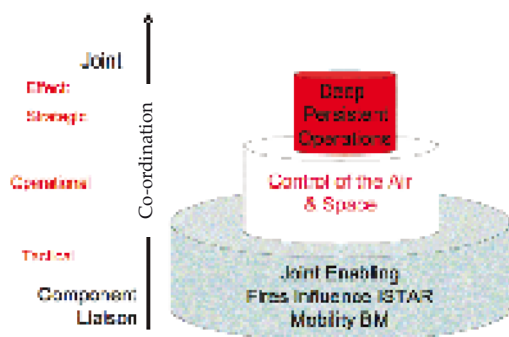 Joint
Effect
Strategic
Operational
Tactical
Component
Liaison
Co-ordination
Deep
Persistent
Operations
Control of the Air
& Space
Joint Enabling
Fires Influence ISTAR
Mobility BM